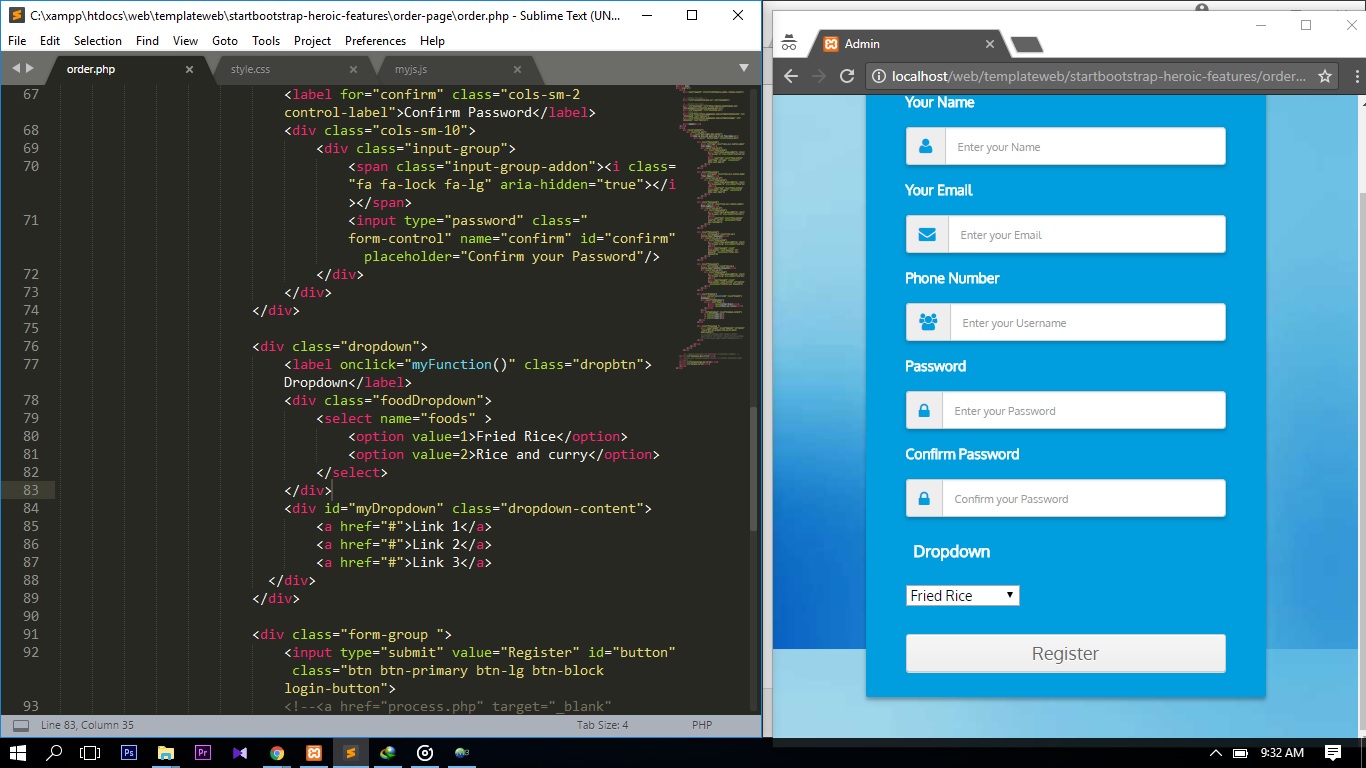 C:\xampp\htdocs\web\templateweb\startbootstrap-heroic-features\order-page\order.php - Sublime Text (UN...
File Edit Selection Find View Goto Tools Project Preferences Help
order.php × style.css × myjs.js ×
67 <label for="confirm" class="cols-sm-2
control-label">Confirm Password</label>
68 <div class="cols-sm-10">
69 <div class="input-group">
70 <span class="input-group-addon"><i class=
"fa fa-lock fa-lg" aria-hidden="true"></i
></span>
71 <input type="password" class="
form-control" name="confirm" id="confirm"
placeholder="Confirm your Password"/>
72 </div>
73 </div>
74 </div>
75
76 <div class="dropdown">
77 <label onclick="myFunction()" class="dropbtn">
Dropdown</label>
78 <div class="foodDropdown">
79 <select name="foods" >
80 <option value=1>Fried Rice</option>
81 <option value=2>Rice and curry</option>
82 </select>
83 </div>
84 <div id="myDropdown" class="dropdown-content">
85 <a href="#">Link 1</a>
86 <a href="#">Link 2</a>
87 <a href="#">Link 3</a>
88 </div>
89 </div>
90
91 <div class="form-group ">
92 <input type="submit" value="Register" id="button"
class="btn btn-primary btn-lg btn-block
login-button">
93 <!--<a href="process.php" target="_blank"
Line 83, Column 35 Tab Size: 4 PHP
Admin
localhost/web/templateweb/startbootstrap-heroic-features/order...
Your Name
Enter your Name
Your Email
Enter your Email
Phone Number
Enter your Username
Password
Enter your Password
Confirm Password
Confirm your Password
Dropdown
Fried Rice
Register
Ps Pr 9:32 AM